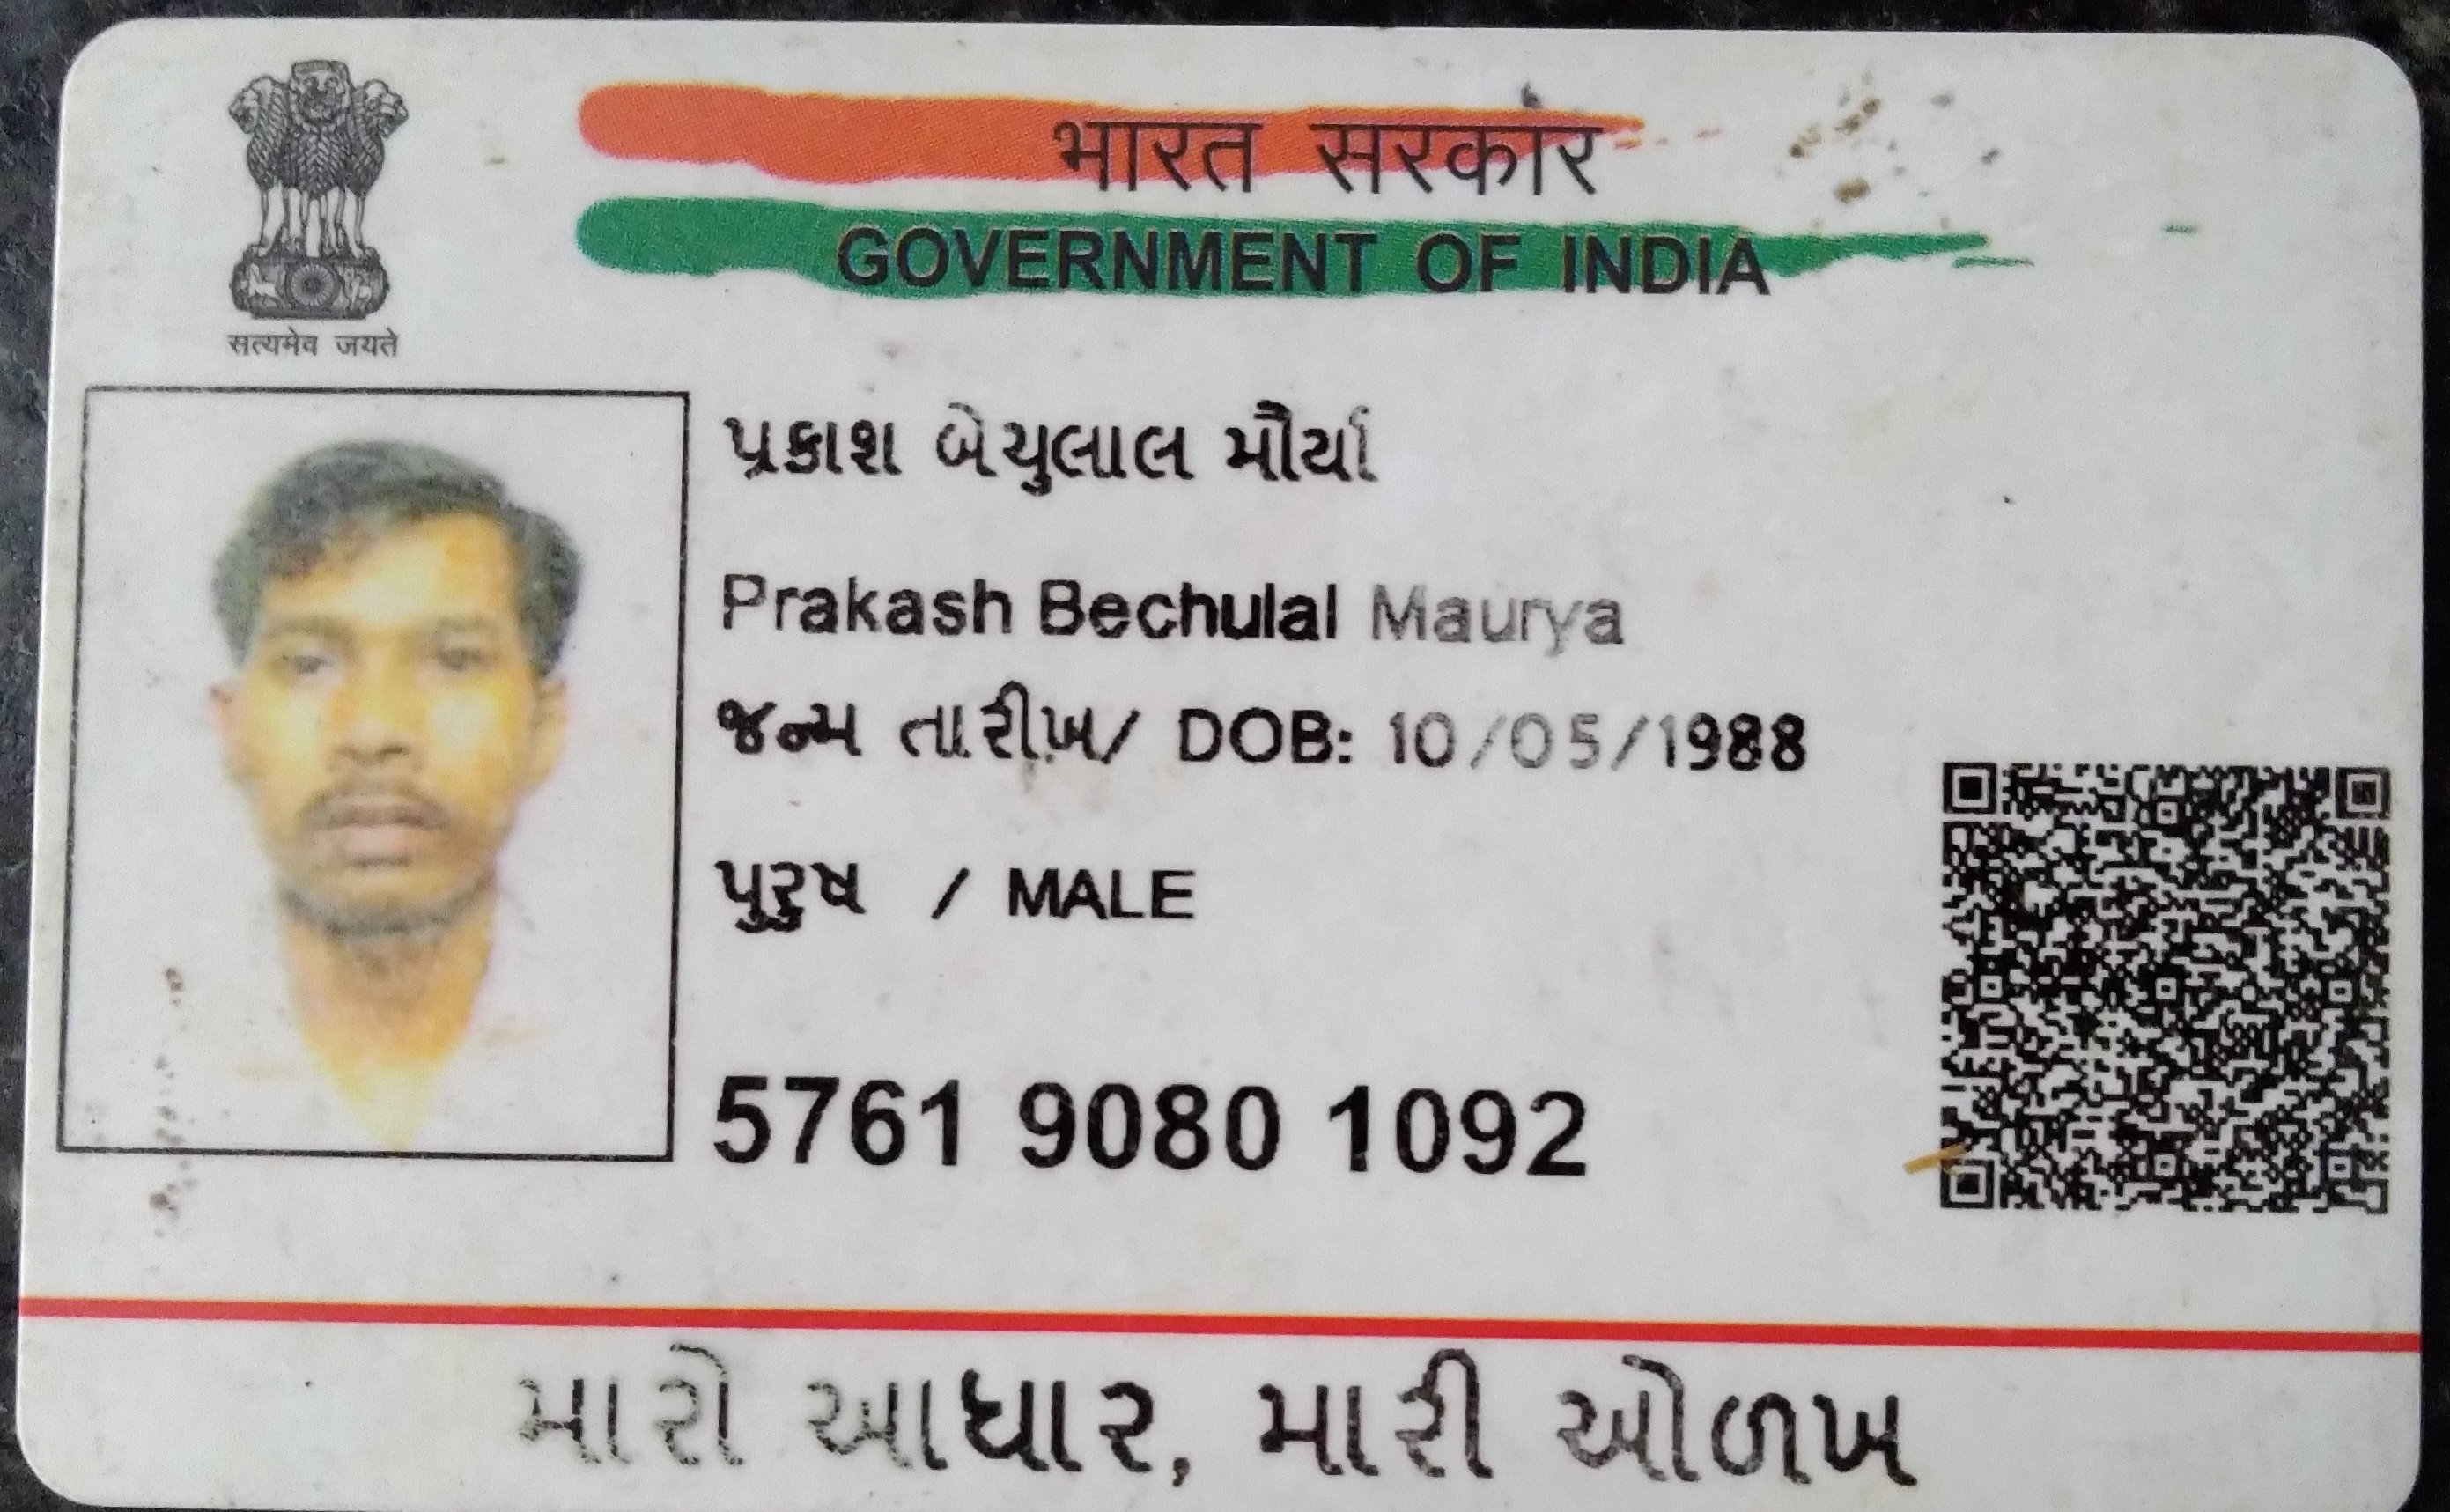 भारत सरकार
GOVERNMENT OF INDIA
सत्यमेव जयते
પ્રકાશ બેચુલાલ મૌર્યા
Prakash Bechulal Maurya
જન્મ તારીખ/ DOB: 10/05/1988
પુરુષ / MALE
5761 9080 1092
મારો આધાર, મારી ઓળખ